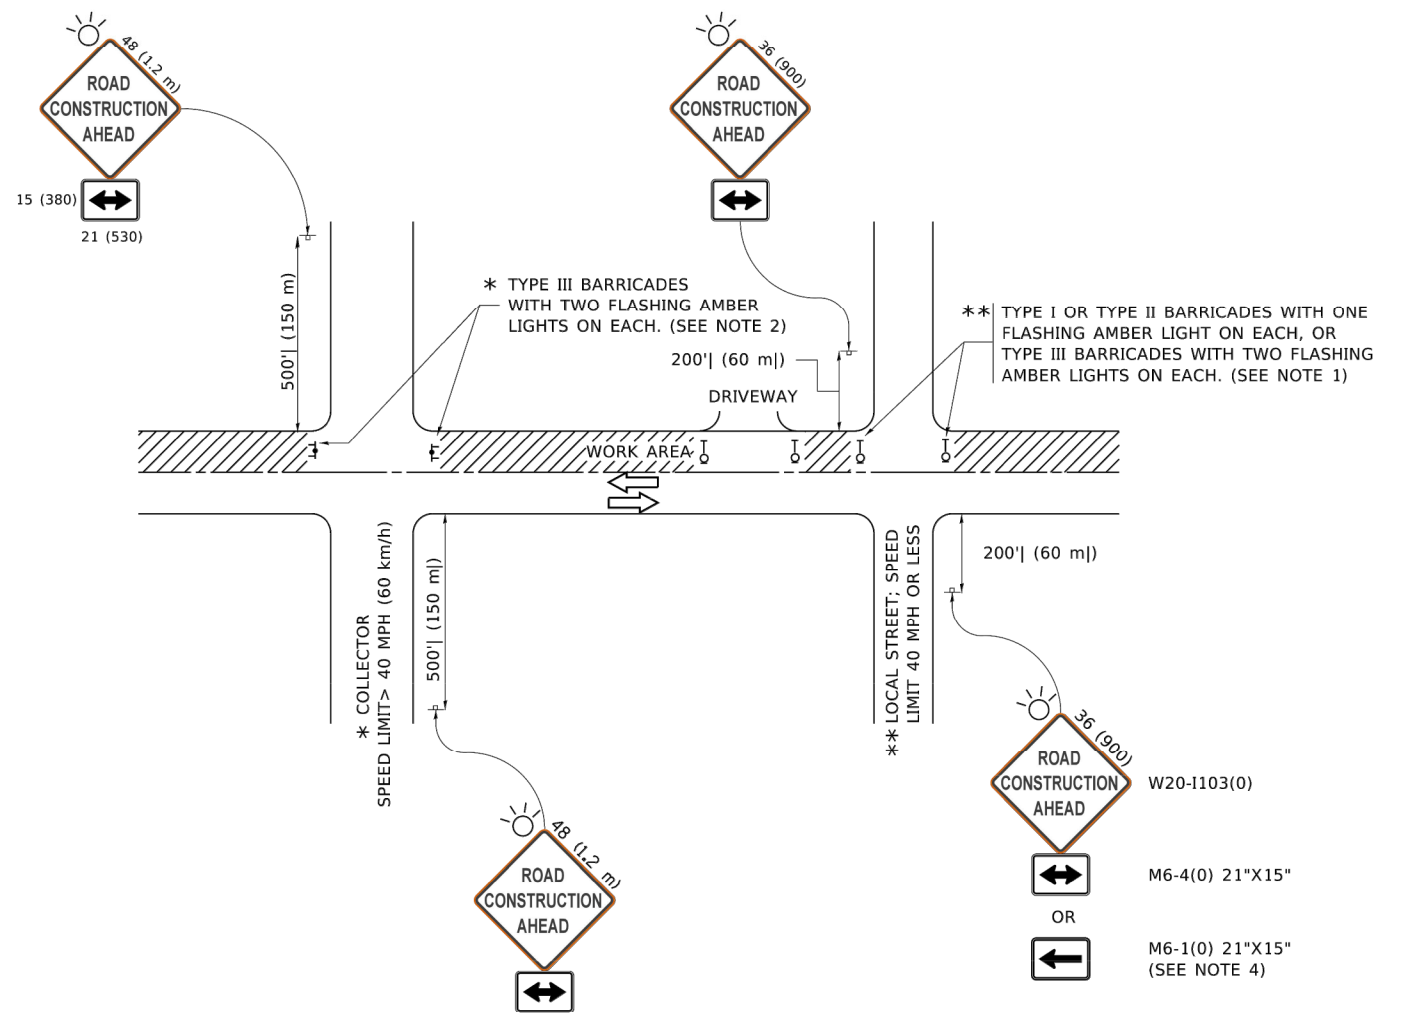 48 (1.2 m)
ROAD
CONSTRUCTION
AHEAD
15 (380)
21 (530)
36 (900)
ROAD
CONSTRUCTION
AHEAD
500'| (150 m)
* TYPE III BARRICADES
WITH TWO FLASHING AMBER
LIGHTS ON EACH. (SEE NOTE 2)
** TYPE I OR TYPE II BARRICADES WITH ONE
FLASHING AMBER LIGHT ON EACH, OR
TYPE III BARRICADES WITH TWO FLASHING
AMBER LIGHTS ON EACH. (SEE NOTE 1)
200'| (60 m|)
DRIVEWAY
WORK AREA
* COLLECTOR
SPEED LIMIT> 40 MPH (60 km/h)
500'| (150 m|)
** LOCAL STREET; SPEED
LIMIT 40 MPH OR LESS
200'| (60 m|)
48 (1.2 m)
ROAD
CONSTRUCTION
AHEAD
36 (900)
ROAD
CONSTRUCTION
AHEAD
W20-I103(0)
M6-4(0) 21"X15"
OR
M6-1(0) 21"X15"
(SEE NOTE 4)